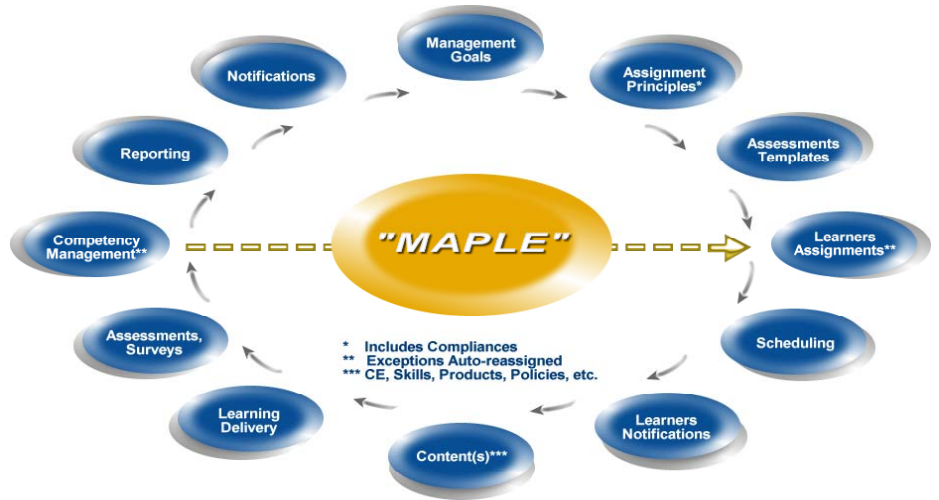 Management
Goals
Notifications
Assignment
Principles*
Reporting
Assessments
Templates
Competency
Management**
"MAPLE"
Learners
Assignments**
Assessments,
Surveys
Scheduling
* Includes Compliances
** Exceptions Auto-reassigned
*** CE, Skills, Products, Policies, etc.
Learning
Delivery
Learners
Notifications
Content(s)***